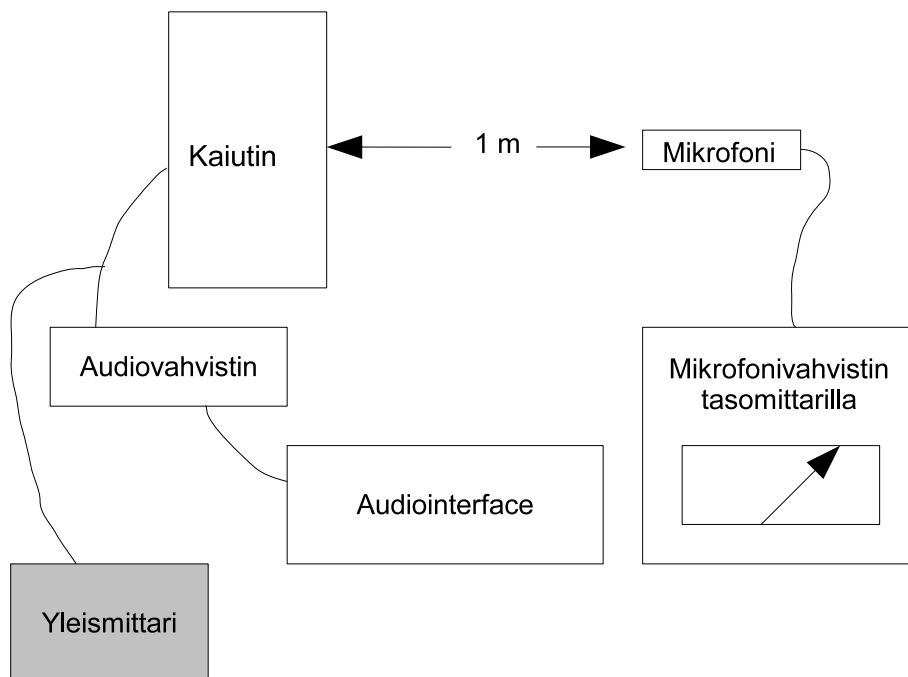 Kaiutin
1 m
Mikrofoni
Audiovahvistin
Mikrofonivahvistin
tasomittarilla
Audiointerface
Yleismittari